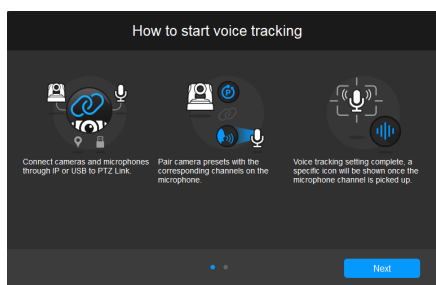 How to start voice tracking
Connect cameras and microphones
through IP or USB to PTZ Link.
Pair camera presets with the
corresponding channels on the
microphone.
Voice tracking setting complete, a
specific icon will be shown once the
microphone channel is picked up.
Next